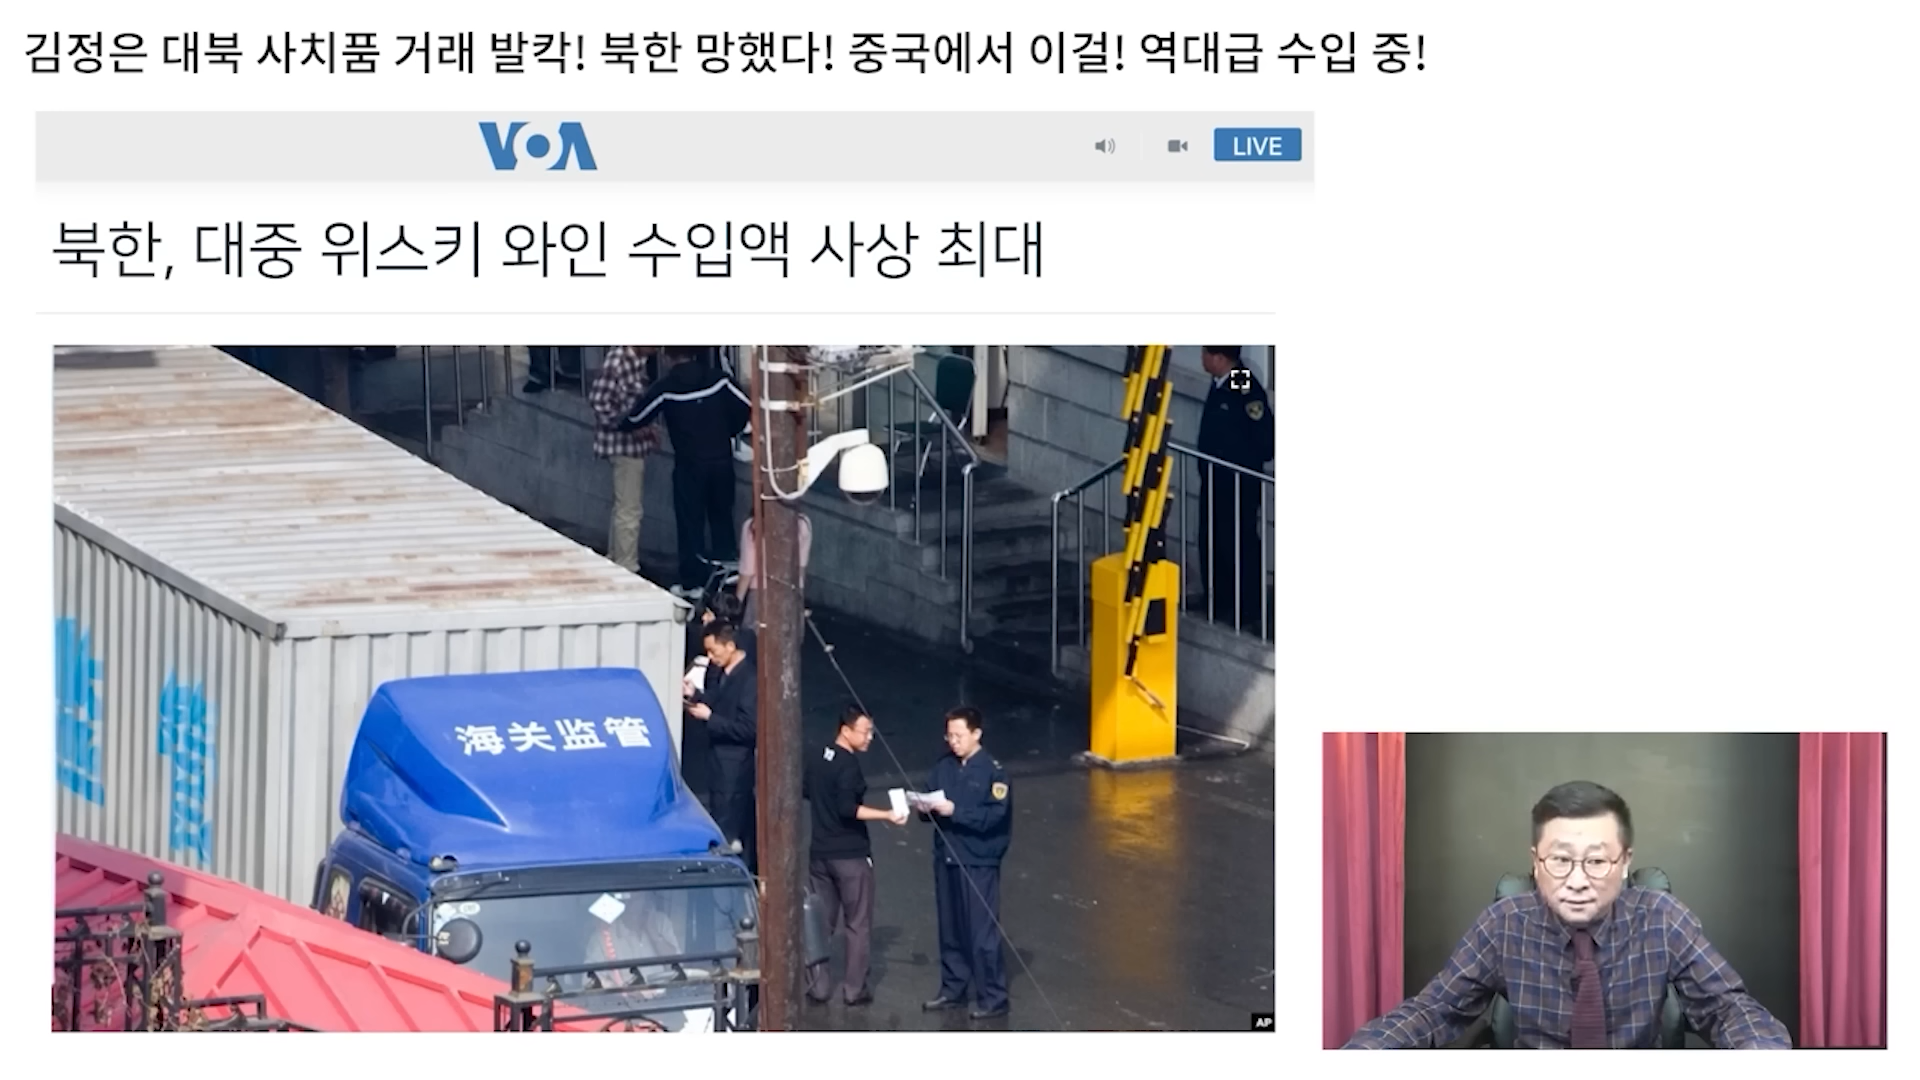 김정은 대북 사치품 거래 발칵! 북한 망했다! 중국에서 이걸! 역대급 수입 중!
VOA
LIVE
북한, 대중 위스키 와인 수입액 사상 최대
海关监管
AP